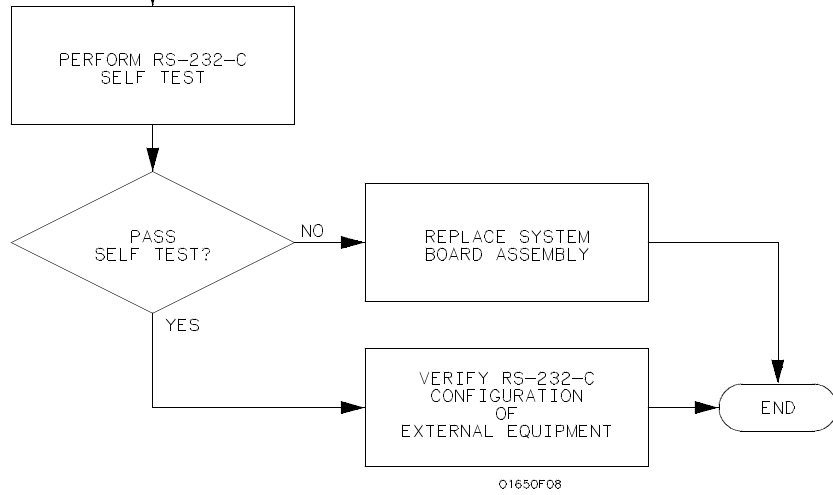 PERFORM RS-232-C
SELF TEST
PASS
SELF TEST?
NO
REPLACE SYSTEM
BOARD ASSEMBLY
YES
VERIFY RS-232-C
CONFIGURATION
OF
EXTERNAL EQUIPMENT
END
01650F08